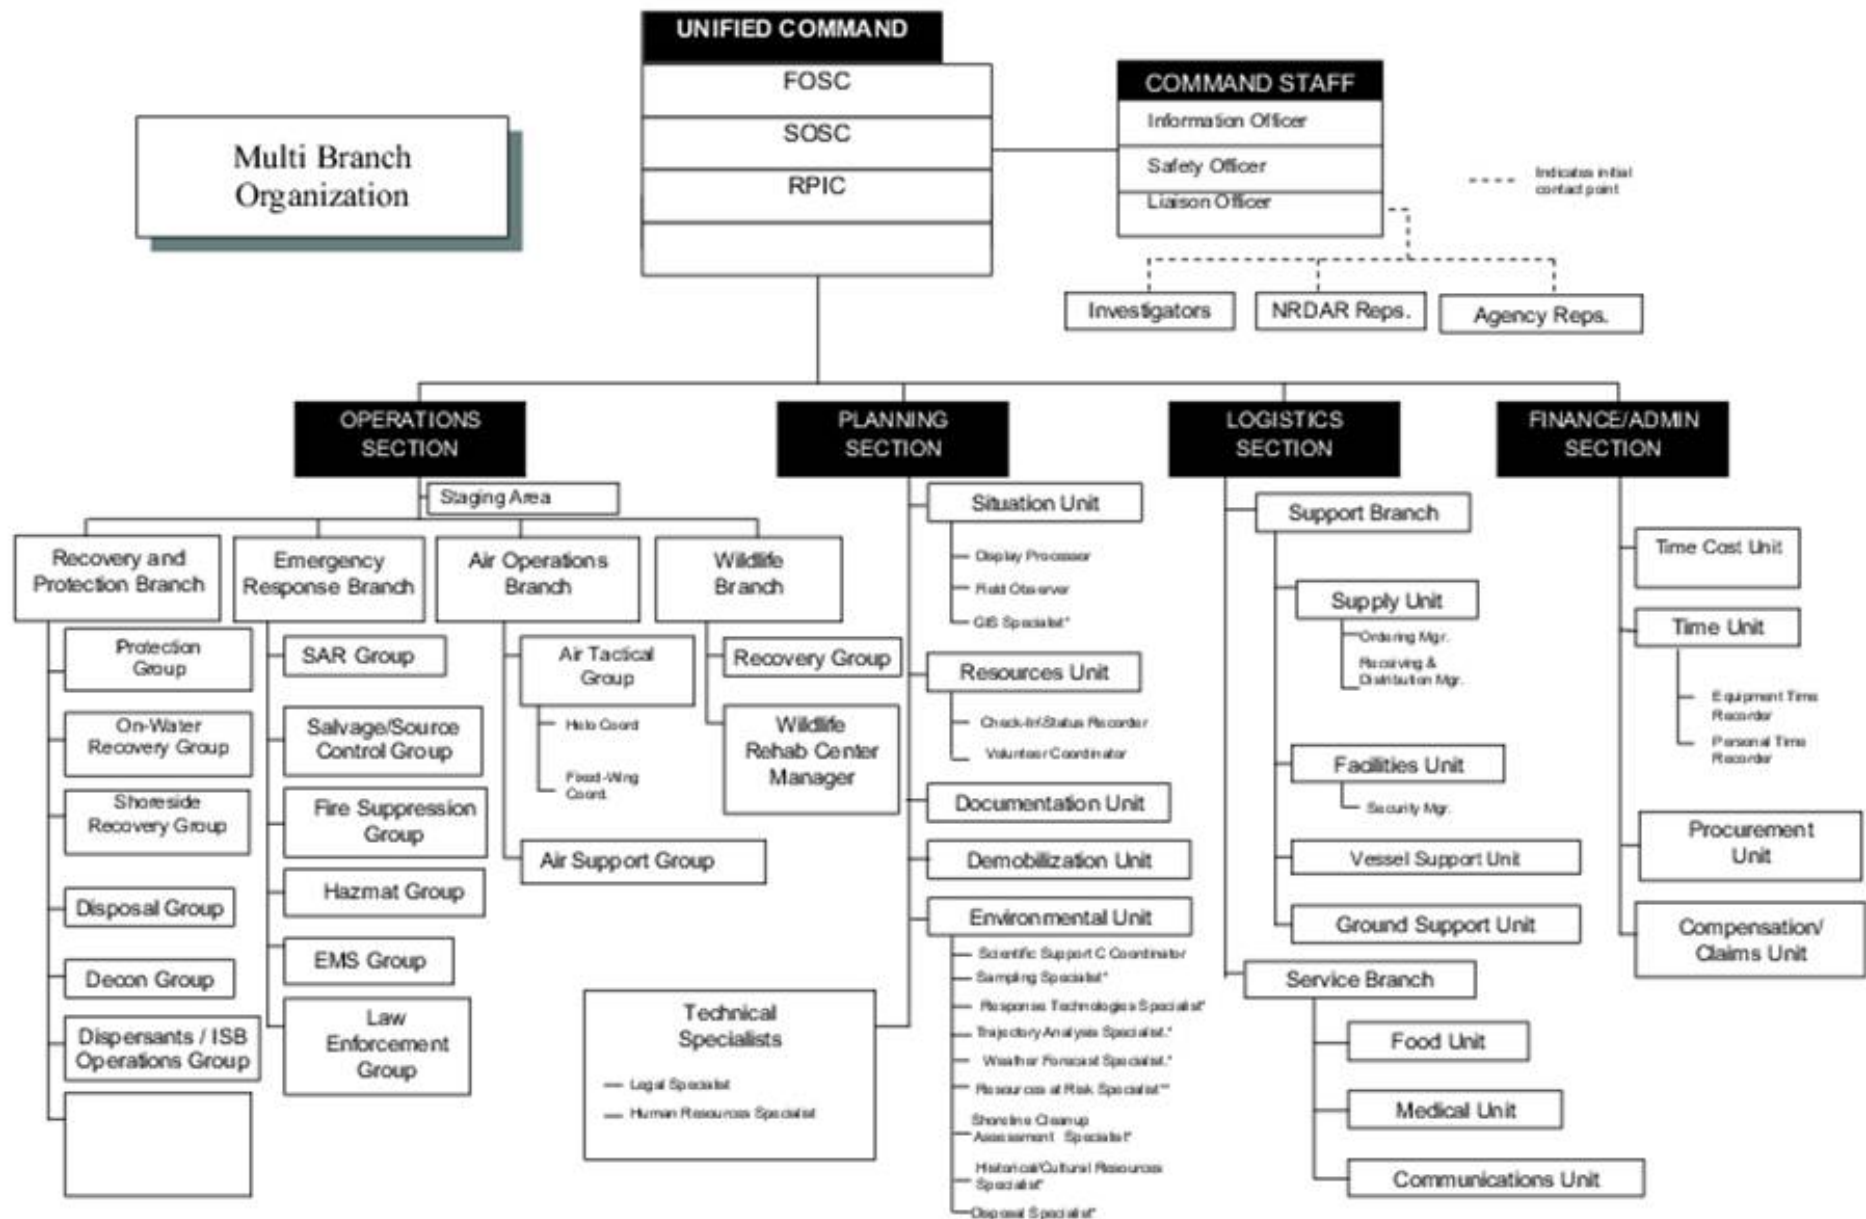 UNIFIED COMMAND
FOSC
SOSC
RPIC
COMMAND STAFF
Information Officer
Safety Officer
Liaison Officer
Multi Branch
Organization
Indicates initial
contact point
Investigators
NRDAR Reps.
Agency Reps.
OPERATIONS
SECTION
Staging Area
Recovery and
Protection Branch
Protection
Group
On-Water
Recovery Group
Shoreside
Recovery Group
Disposal Group
Decon Group
Dispersants / ISB
Operations Group
Emergency
Response Branch
SAR Group
Salvage/Source
Control Group
Fire Suppression
Group
Hazmat Group
EMS Group
Law
Enforcement
Group
Air Operations
Branch
Air Tactical
Group
Helo Coord
Fixed-Wing
Coord.
Air Support Group
Wildlife
Branch
Recovery Group
Wildlife
Rehab Center
Manager
PLANNING
SECTION
Situation Unit
Display Processor
Field Observer
GIS Specialist*
Resources Unit
Check-In/Status Recorder
Volunteer Coordinator
Documentation Unit
Demobilization Unit
Environmental Unit
Scientific Support C Coordinator
Sampling Specialist*
Response Technologies Specialist*
Trajectory Analysis Specialist.*
Weather Forecast Specialist.*
Resources at Risk Specialist**
Shoreline Cleanup
Assessment Specialist*
Historical/Cultural Resources
Specialist*
Disposal Specialist*
Technical
Specialists
Legal Specialist
Human Resources Specialist
LOGISTICS
SECTION
Support Branch
Supply Unit
Ordering Mgr.
Receiving &
Distribution Mgr.
Facilities Unit
Security Mgr.
Vessel Support Unit
Ground Support Unit
Service Branch
Food Unit
Medical Unit
Communications Unit
FINANCE/ADMIN
SECTION
Time Cost Unit
Time Unit
Equipment Time
Recorder
Personal Time
Recorder
Procurement
Unit
Compensation/
Claims Unit